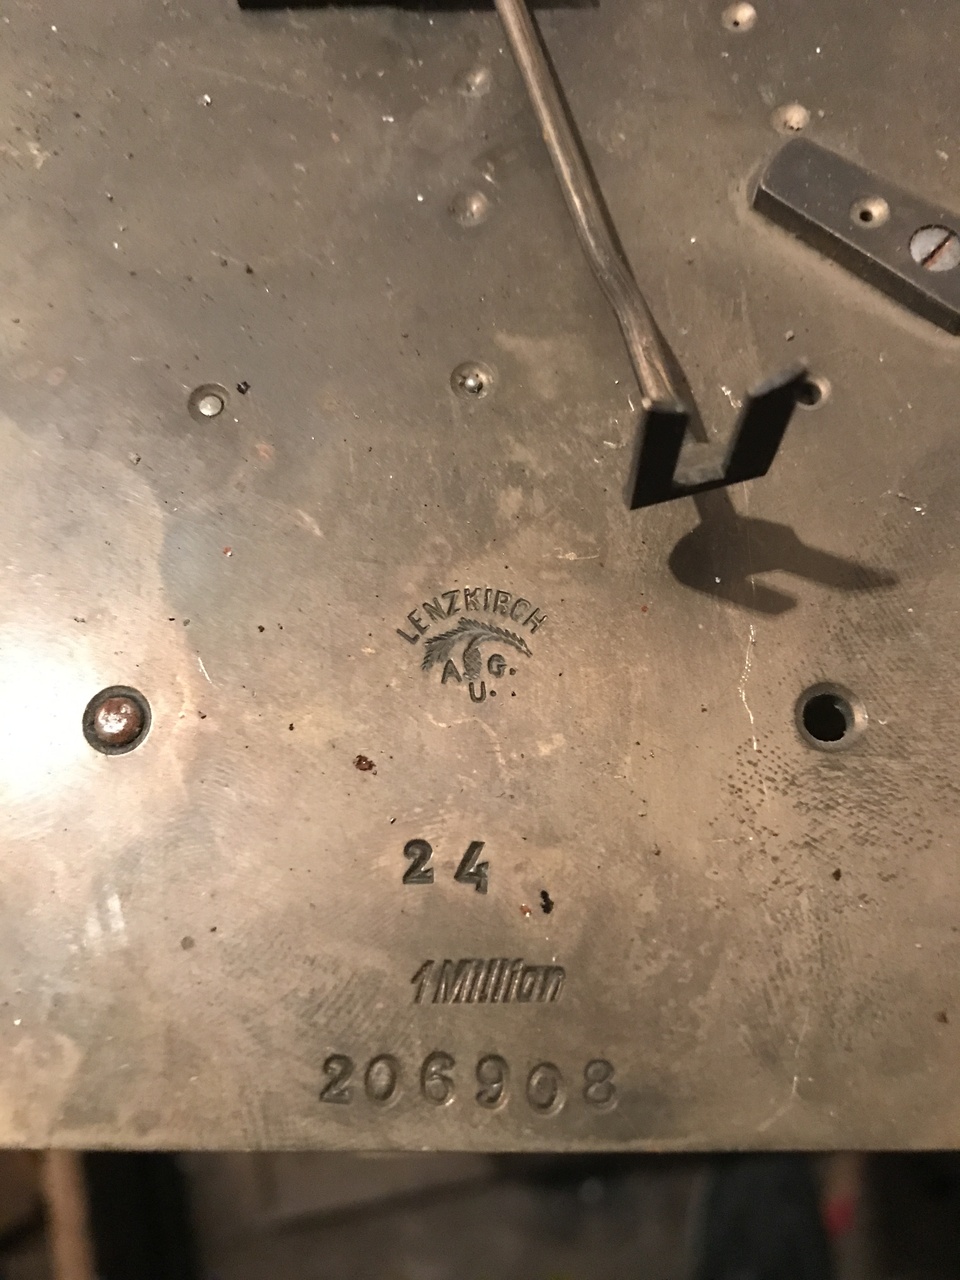 LENZKIRCH
A. G.
U.
24
1 Million
206908